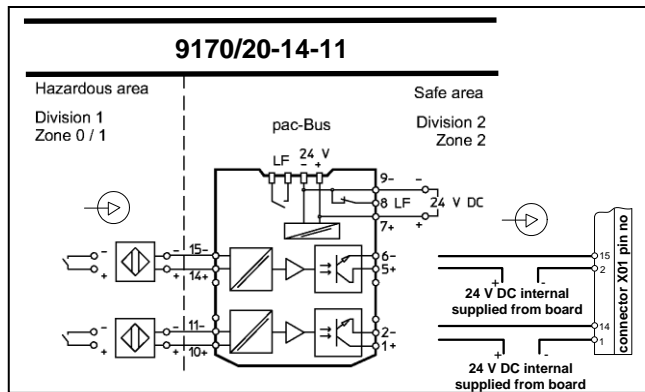 9170/20-14-11
Hazardous area
Safe area
Division 1
Zone 0 / 1
Division 2
Zone 2
pac-Bus
LF 24 V
- +
9- -
8 LF 24 V DC
7+ +
- - 15- 6- 15
+ + 14+ 5+ 2
+ -
24 V DC internal
supplied from board
- - 11- 2- 14
+ + 10+ 1+ 1
+ -
24 V DC internal
supplied from board
connector X01 pin no